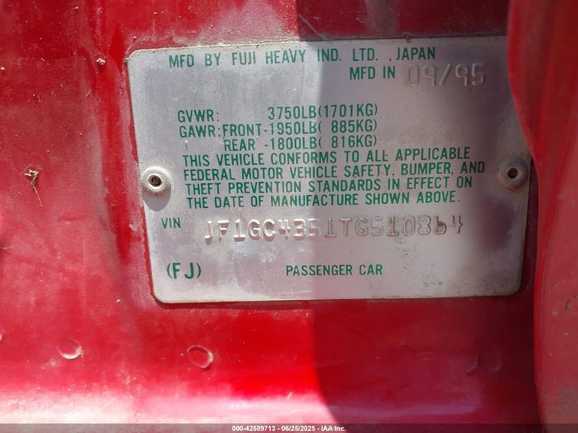 MFD BY FUJI HEAVY IND. LTD. ,JAPAN
MFD IN 09/95
GVWR: 3750LB(1701KG)
GAWR:FRONT-1950LB( 885KG)
REAR -1800LB( 816KG)
THIS VEHICLE CONFORMS TO ALL APPLICABLE
FEDERAL MOTOR VEHICLE SAFETY, BUMPER, AND
THEFT PREVENTION STANDARDS IN EFFECT ON
THE DATE OF MANUFACTURE SHOWN ABOVE.
VIN
(FJ) PASSENGER CAR
000-42589713 - 06/25/2025 - IAA Inc.